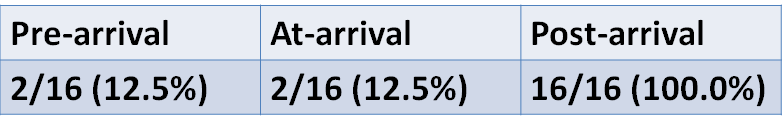 Pre-arrival At-arrival Post-arrival
2/16 (12.5%) 2/16 (12.5%) 16/16 (100.0%)